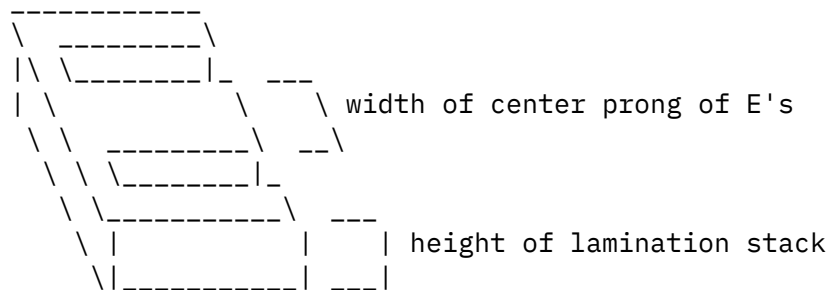 width of center prong of E's
height of lamination stack